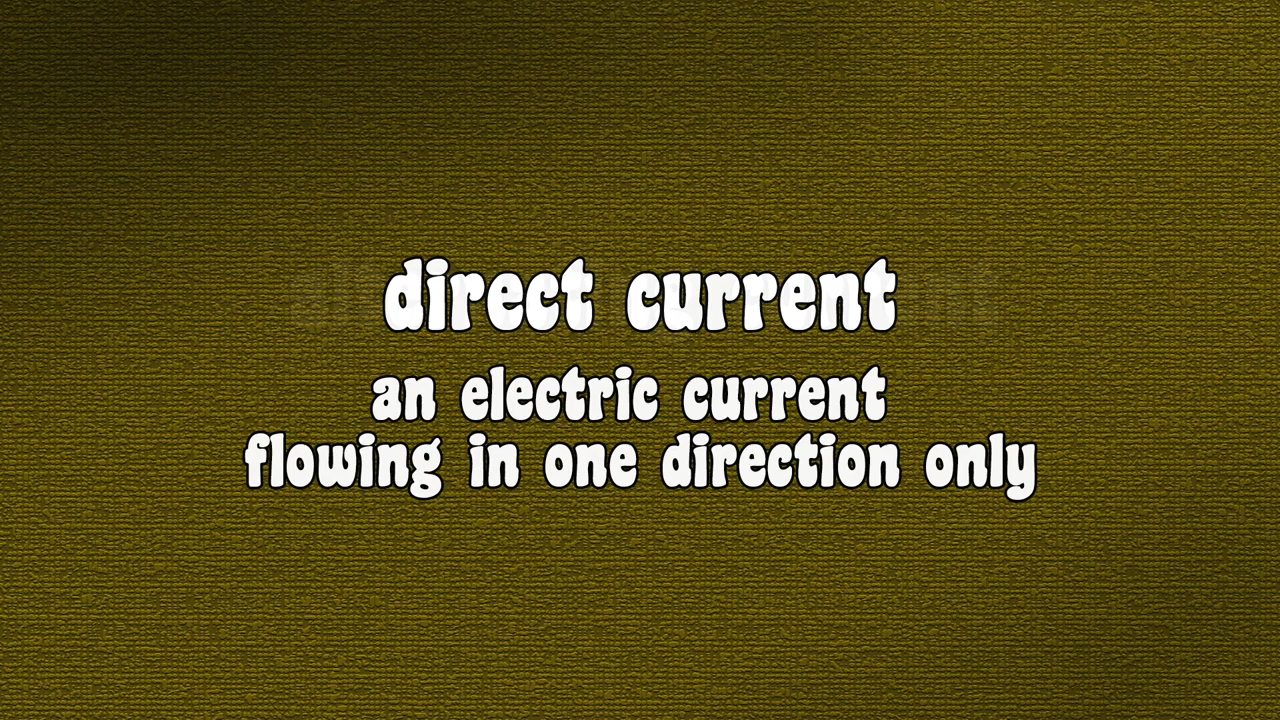 direct current
an electric current
flowing in one direction only